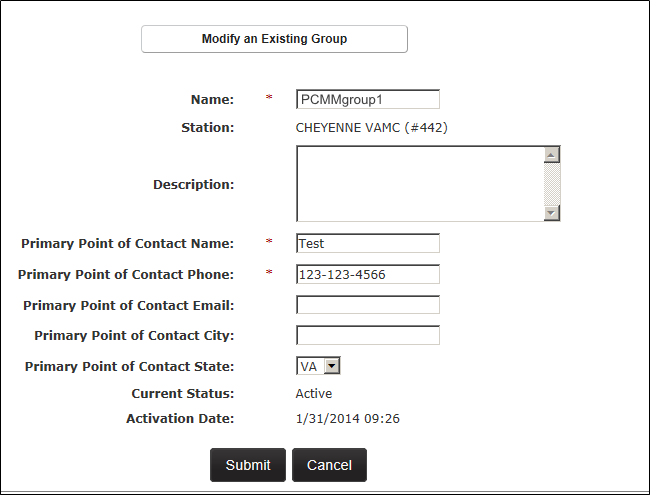 Modify an Existing Group
Name: * PCMMgroup1
Station: CHEYENNE VAMC (#442)
Description:
Primary Point of Contact Name: * Test
Primary Point of Contact Phone: * 123-123-4566
Primary Point of Contact Email:
Primary Point of Contact City:
Primary Point of Contact State: VA
Current Status: Active
Activation Date: 1/31/2014 09:26
Submit Cancel